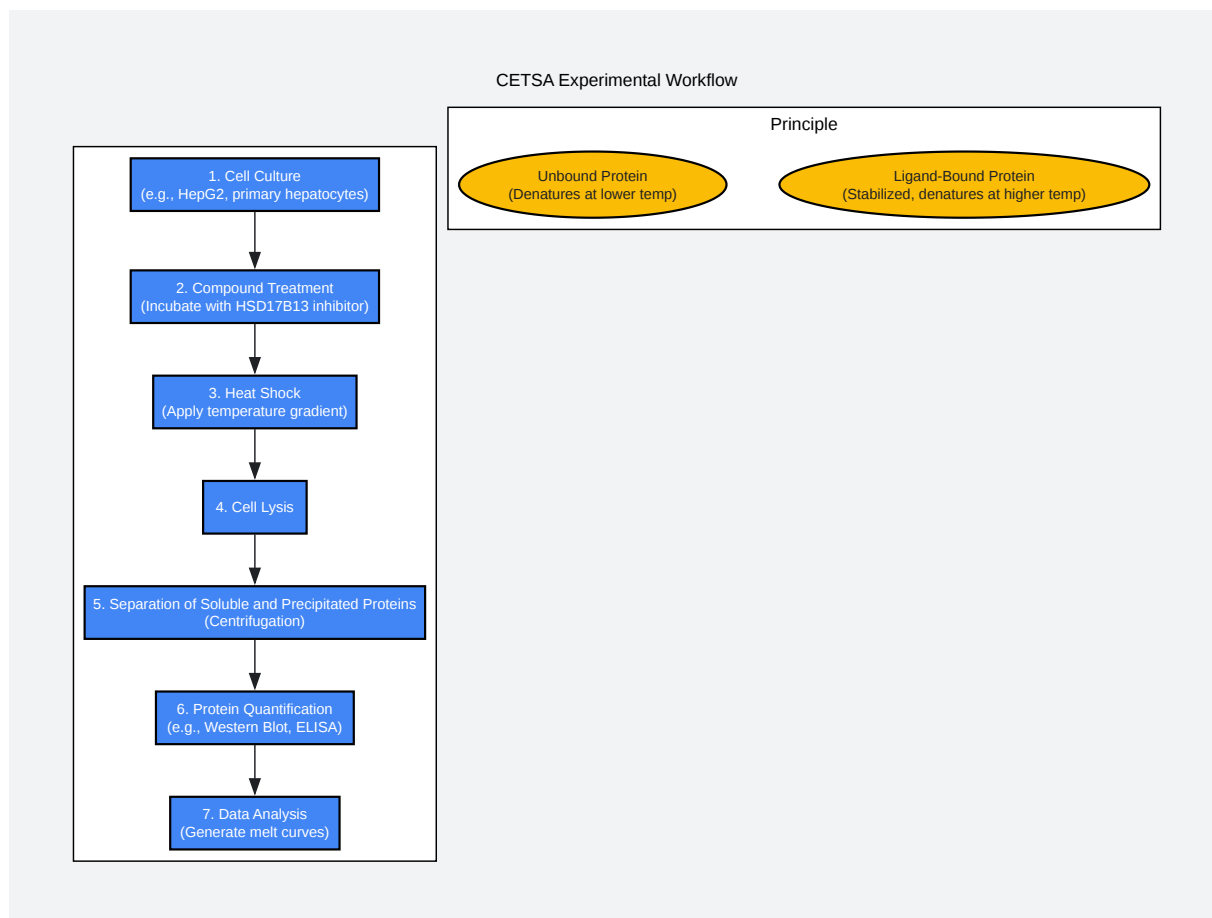 CETSA Experimental Workflow
Principle
Unbound Protein
(Denatures at lower temp)
Ligand-Bound Protein
(Stabilized, denatures at higher temp)
1. Cell Culture
(e.g., HepG2, primary hepatocytes)
2. Compound Treatment
(Incubate with HSD17B13 inhibitor)
3. Heat Shock
(Apply temperature gradient)
4. Cell Lysis
5. Separation of Soluble and Precipitated Proteins
(Centrifugation)
6. Protein Quantification
(e.g., Western Blot, ELISA)
7. Data Analysis
(Generate melt curves)